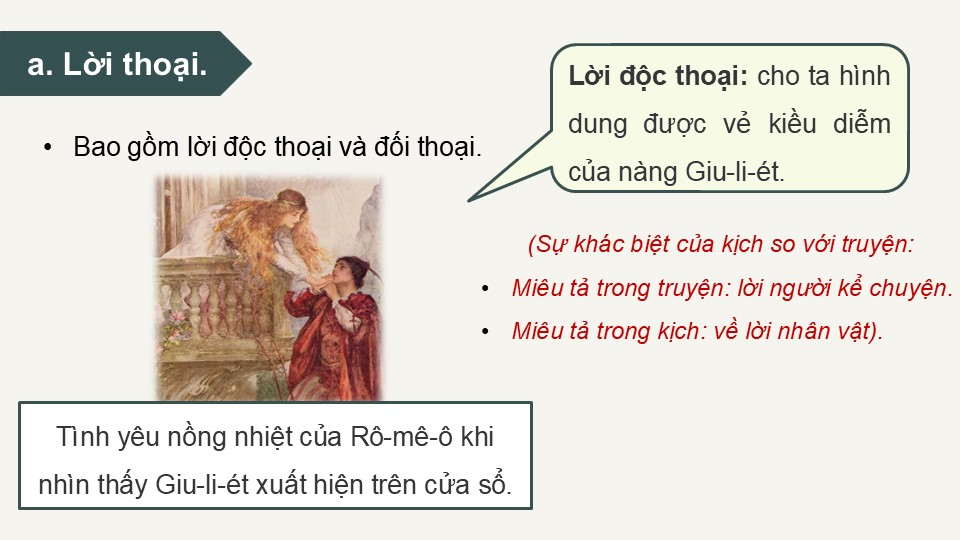 a. Lời thoại.
• Bao gồm lời độc thoại và đối thoại.
Lời độc thoại: cho ta hình
dung được vẻ kiều diễm
của nàng Giu-li-ét.
(Sự khác biệt của kịch so với truyện:
• Miêu tả trong truyện: lời người kể chuyện.
• Miêu tả trong kịch: về lời nhân vật).
Tình yêu nồng nhiệt của Rô-mê-ô khi
nhìn thấy Giu-li-ét xuất hiện trên cửa sổ.